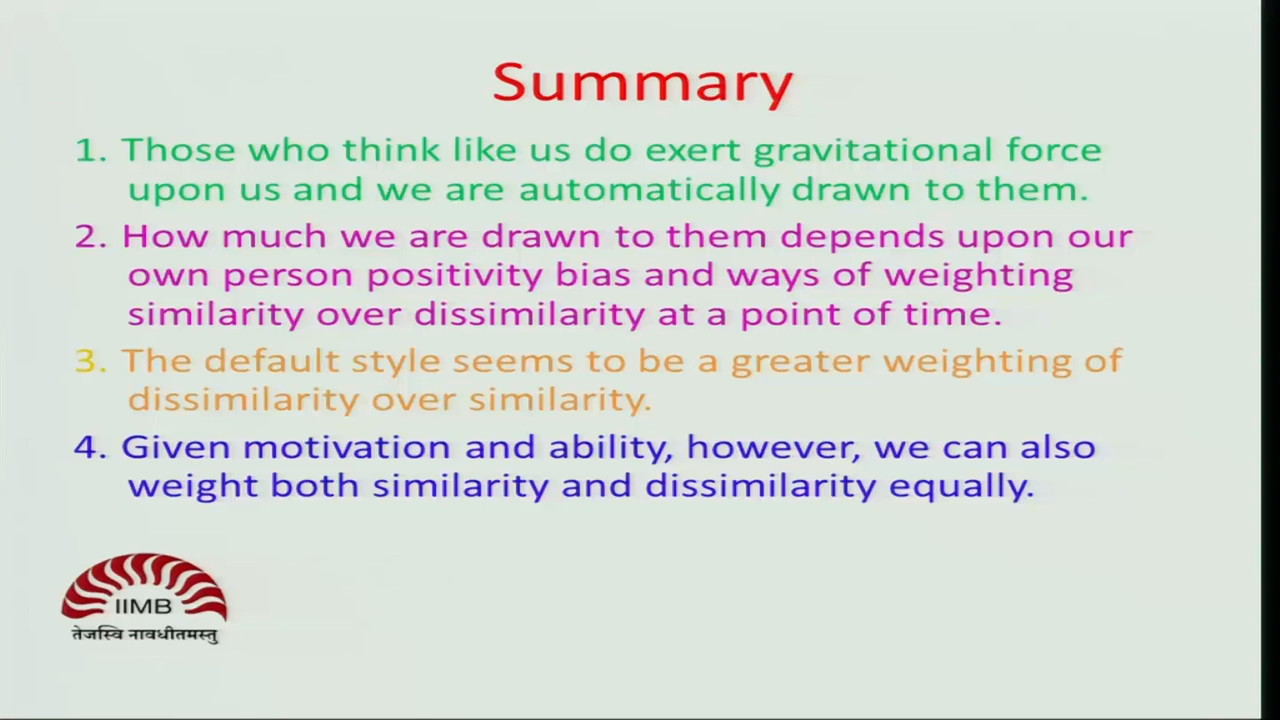 Summary
1. Those who think like us do exert gravitational force
upon us and we are automatically drawn to them.
2. How much we are drawn to them depends upon our
own person positivity bias and ways of weighting
similarity over dissimilarity at a point of time.
3. The default style seems to be a greater weighting of
dissimilarity over similarity.
4. Given motivation and ability, however, we can also
weight both similarity and dissimilarity equally.
IIMB
तेजस्वि नावधीतमस्तु